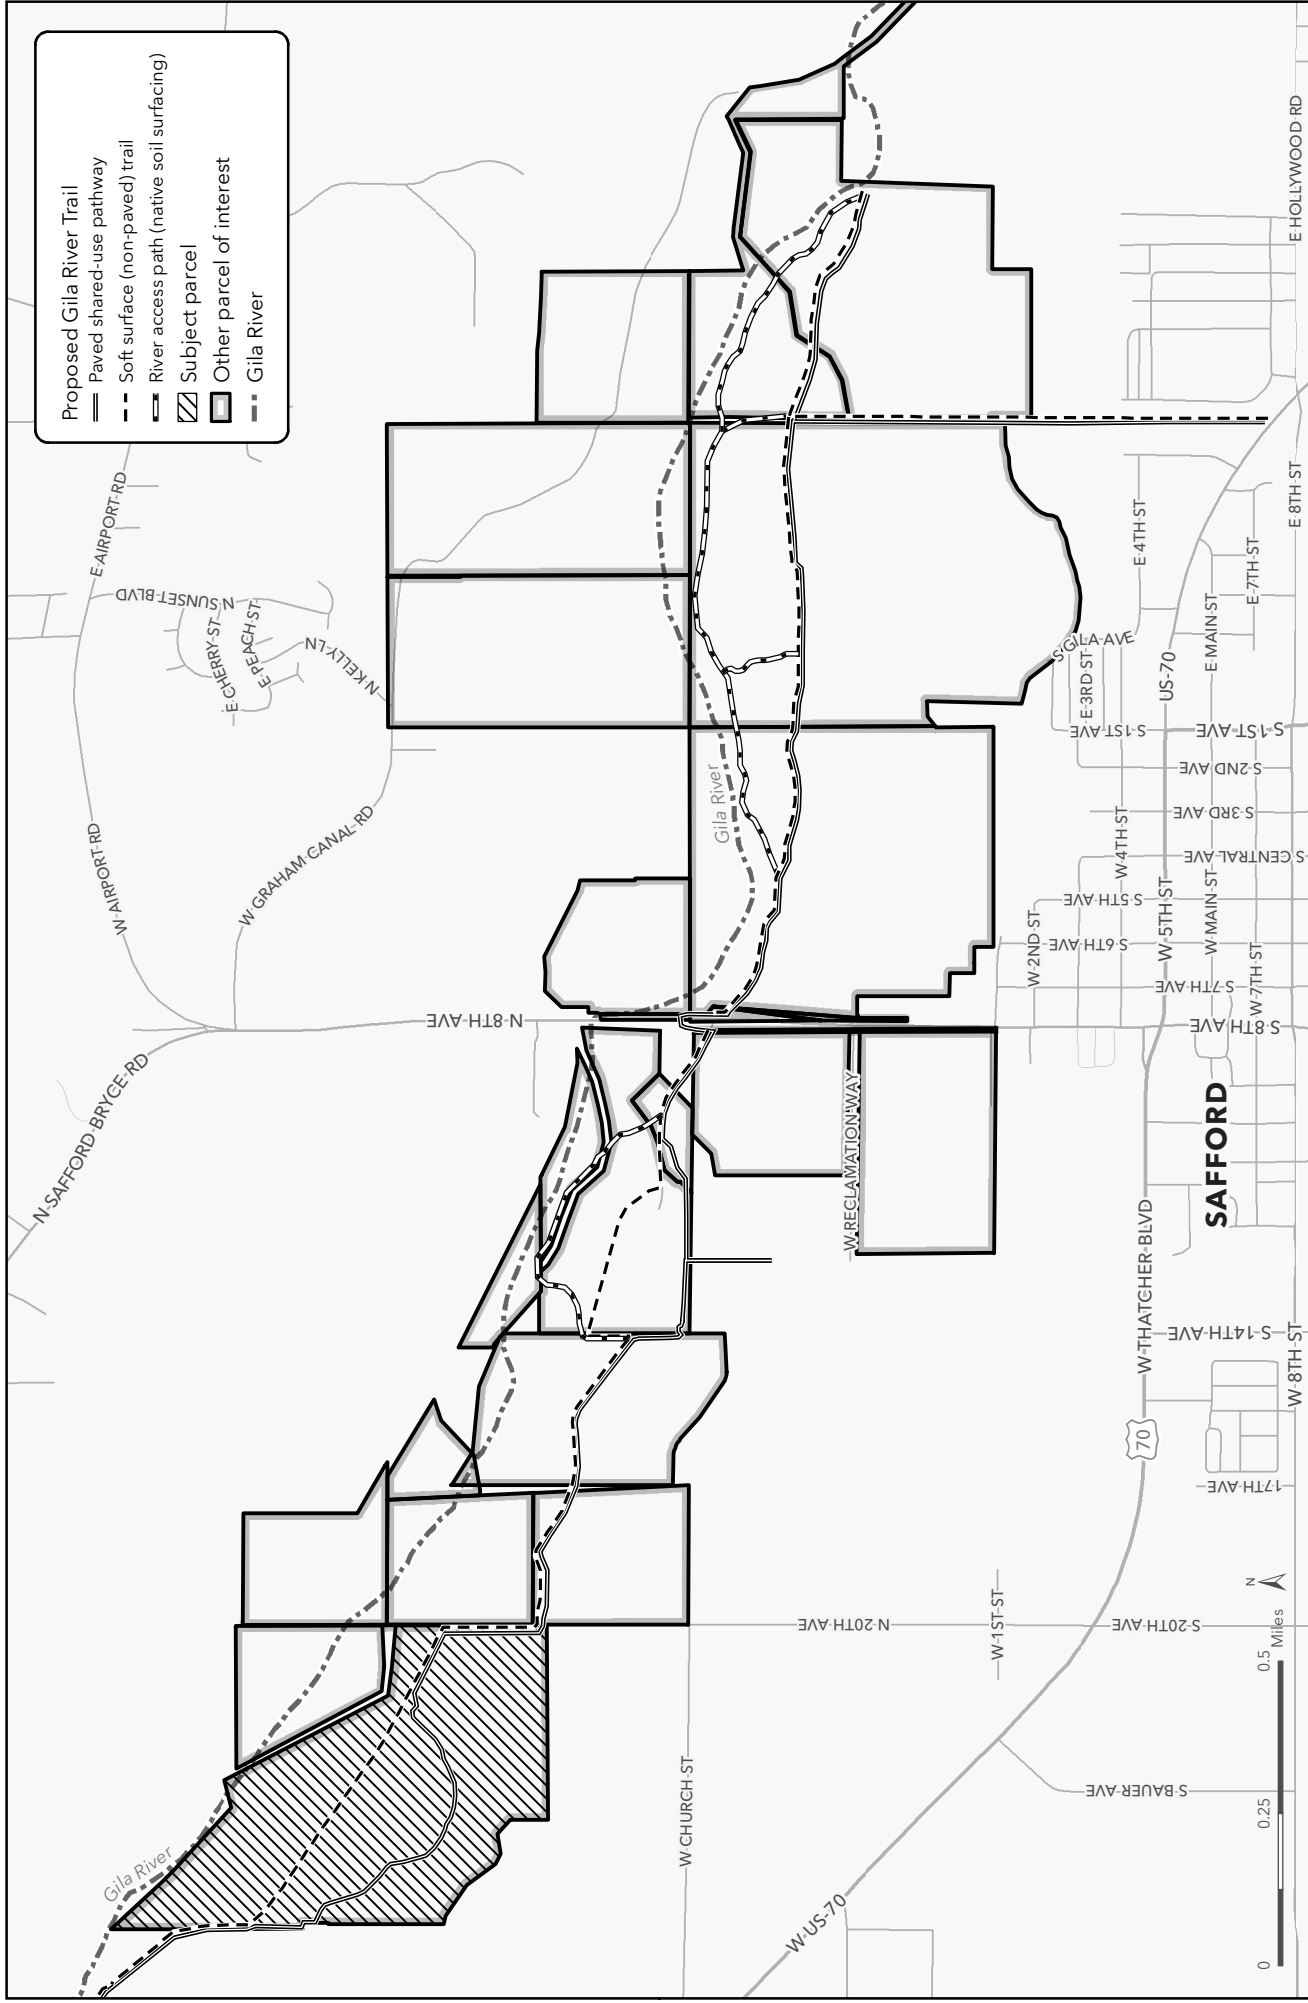 Proposed Gila River Trail
Paved shared-use pathway
Soft surface (non-paved) trail
River access path (native soil surfacing)
Subject parcel
Other parcel of interest
Gila River
Gila River
Gila River
N SAFFORD-BRYCE RD
W AIRPORT RD
E AIRPORT RD
W GRAHAM CANAL RD
N SUNSET BLVD
E CHERRY ST
E PEACH ST
N KELLY LN
N 8TH AVE
W CHURCH ST
W US-70
N 20TH AVE
W 1ST ST
S 20TH AVE
S BAUER AVE
70
17TH AVE
S 14TH AVE
W THATCHER BLVD
W 8TH ST
W RECLAMATION WAY
SAFFORD
S 8TH AVE
S 7TH AVE
W 7TH ST
W 2ND ST
S 6TH AVE
W 5TH ST
W MAIN ST
S 5TH AVE
W 4TH ST
S CENTRAL AVE
S 3RD AVE
S 2ND AVE
S 1ST AVE
S 1ST AVE
E 3RD ST
S GILA AVE
US-70
E MAIN ST
E 7TH ST
E 4TH ST
E 8TH ST
E HOLLYWOOD RD
N
0
0.25
0.5
Miles